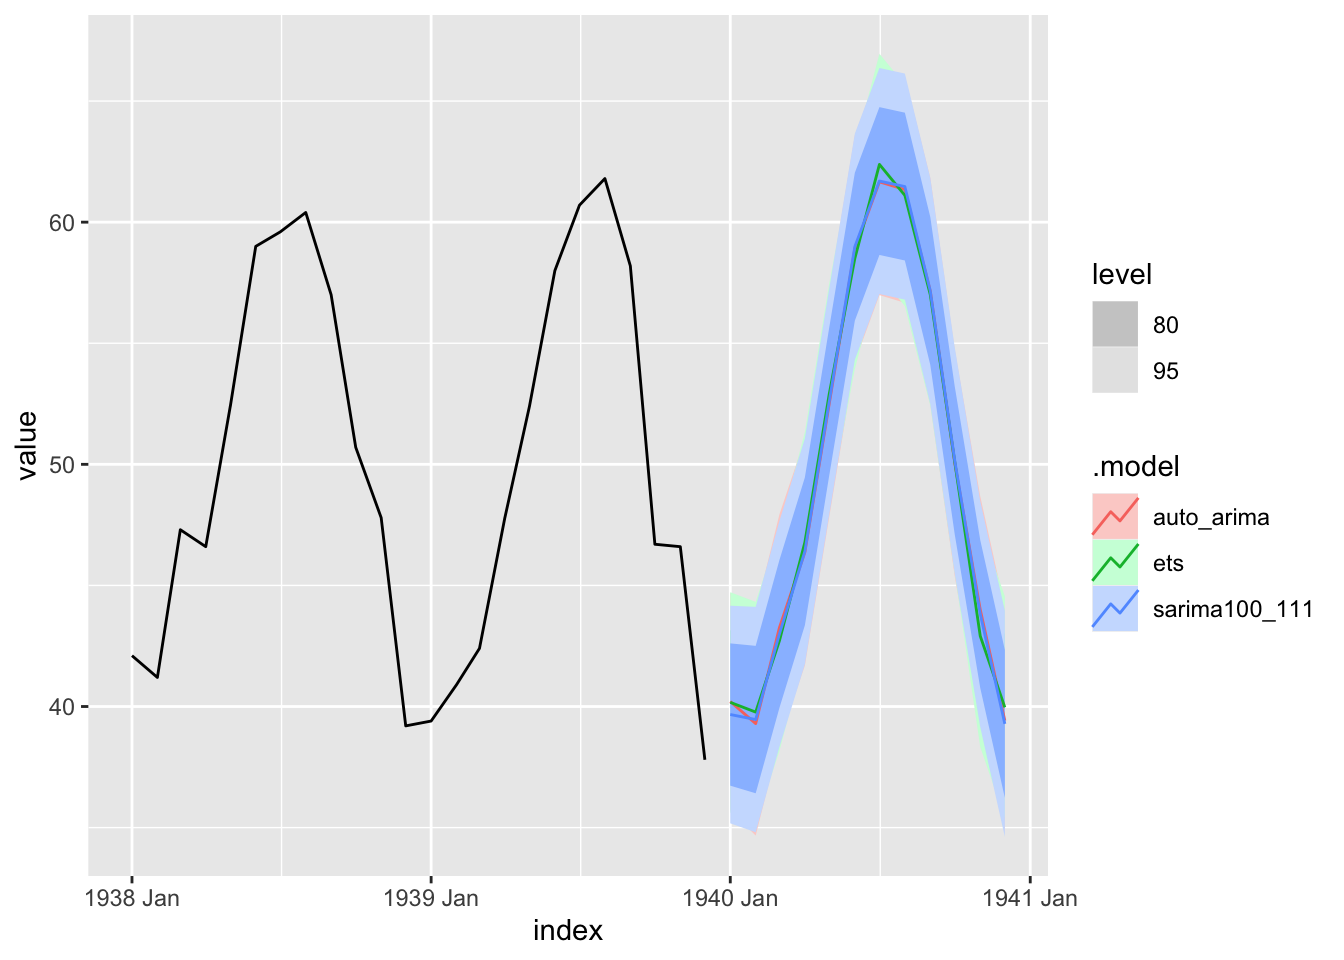 value
60
50
40
1938 Jan
1939 Jan
1940 Jan
1941 Jan
index
level
80
95
.model
auto_arima
ets
sarima100_111